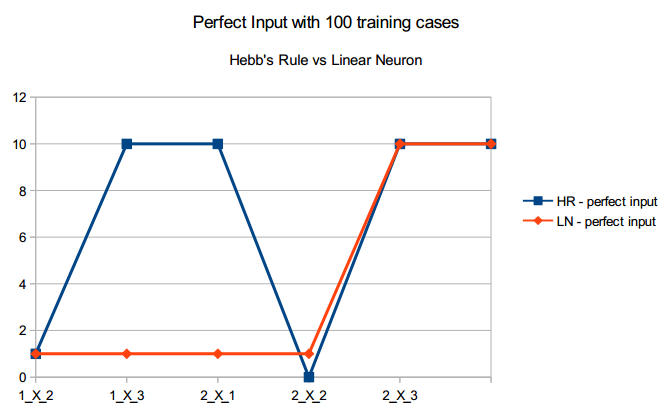 Perfect Input with 100 training cases
Hebb's Rule vs Linear Neuron
12
10
8
6
4
2
0
1_X_2 1_X_3 2_X_1 2_X_2 2_X_3
HR - perfect input
LN - perfect input